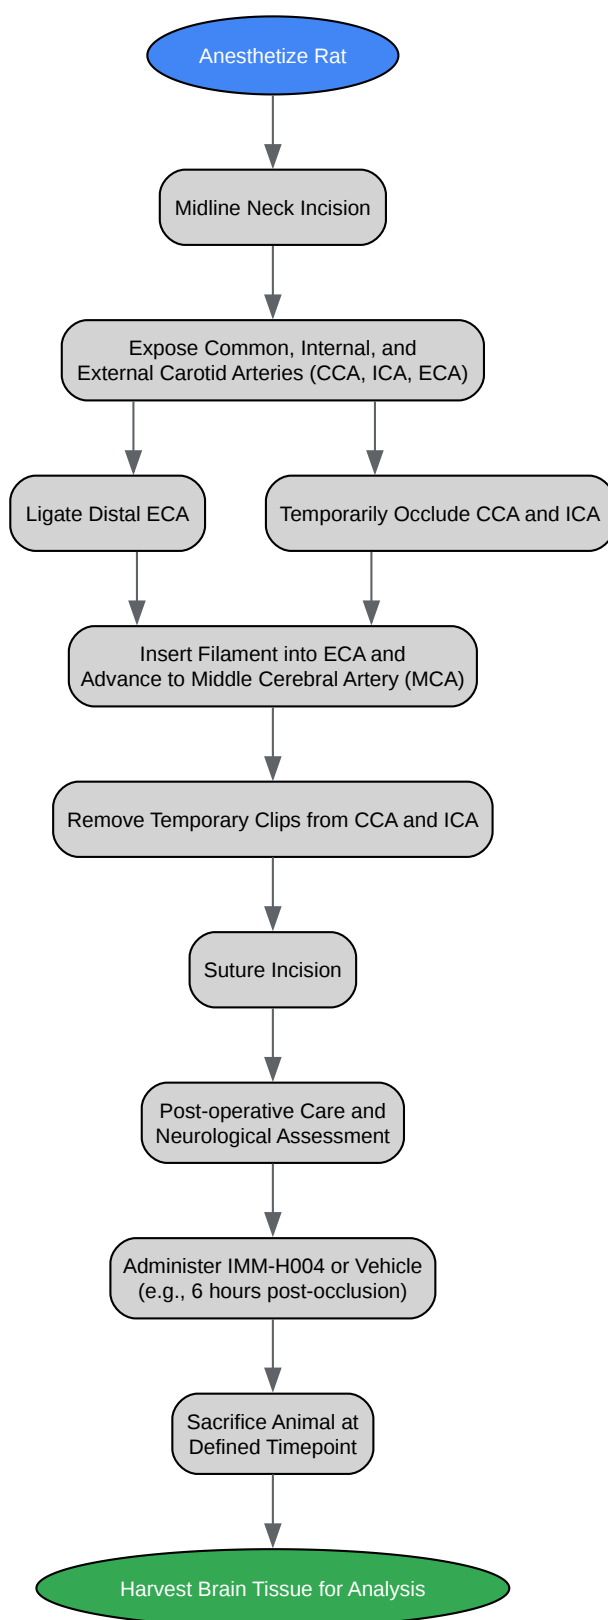 Anesthetize Rat
Midline Neck Incision
Expose Common, Internal, and
External Carotid Arteries (CCA, ICA, ECA)
Ligate Distal ECA
Temporarily Occlude CCA and ICA
Insert Filament into ECA and
Advance to Middle Cerebral Artery (MCA)
Remove Temporary Clips from CCA and ICA
Suture Incision
Post-operative Care and
Neurological Assessment
Administer IMM-H004 or Vehicle
(e.g., 6 hours post-occlusion)
Sacrifice Animal at
Defined Timepoint
Harvest Brain Tissue for Analysis